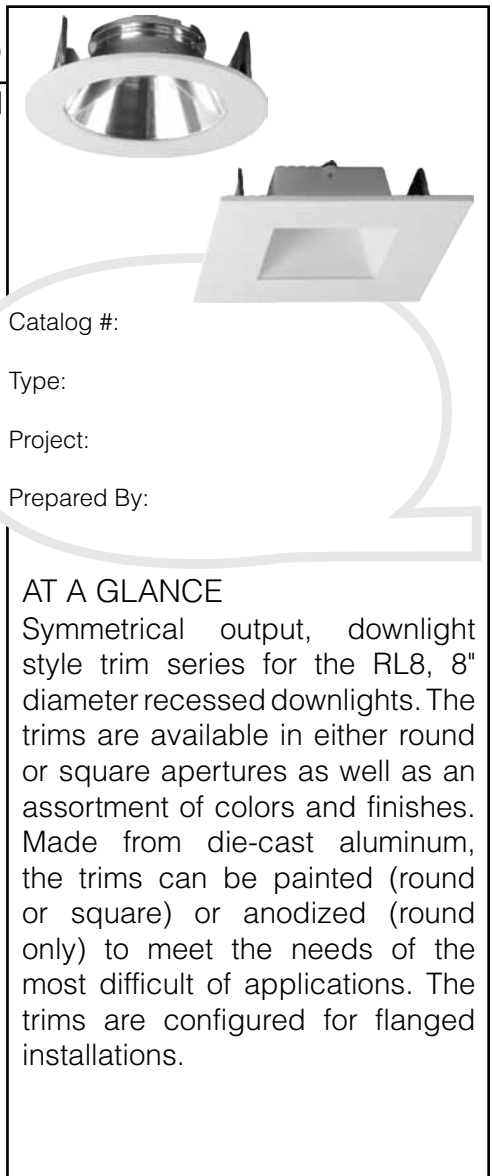 Catalog #:
Type:
Project:
Prepared By:
AT A GLANCE
Symmetrical output, downlight
style trim series for the RL8, 8"
diameter recessed downlights. The
trims are available in either round
or square apertures as well as an
assortment of colors and finishes.
Made from die-cast aluminum,
the trims can be painted (round
or square) or anodized (round
only) to meet the needs of the
most difficult of applications. The
trims are configured for flanged
installations.